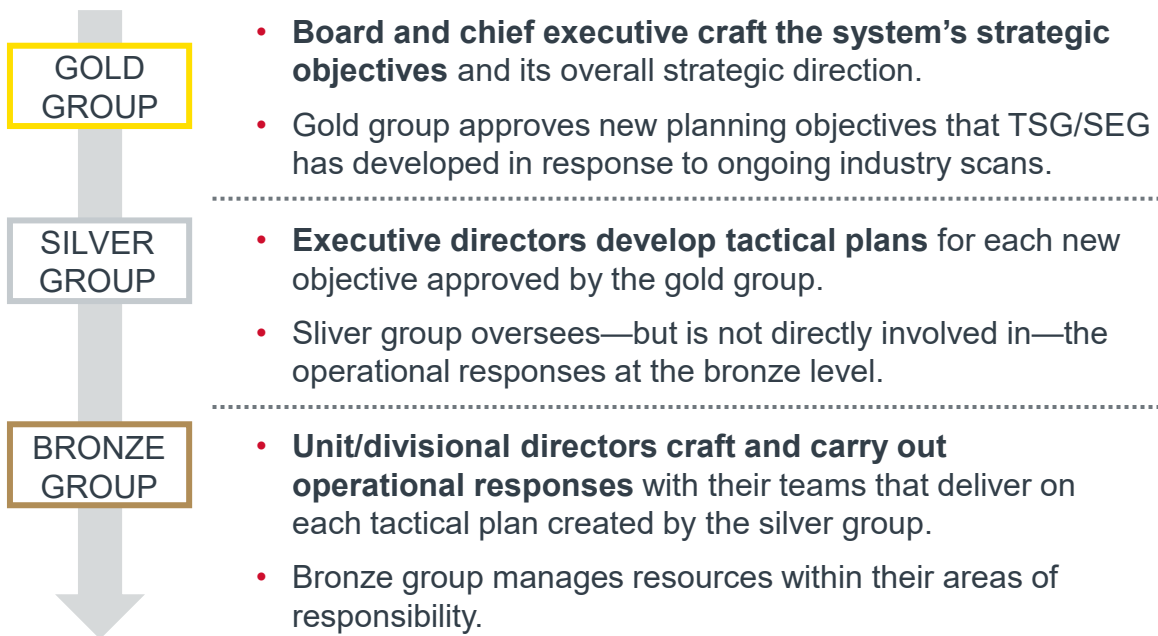 GOLD
GROUP
• Board and chief executive craft the system’s strategic
objectives and its overall strategic direction.
• Gold group approves new planning objectives that TSG/SEG
has developed in response to ongoing industry scans.
SILVER
GROUP
• Executive directors develop tactical plans for each new
objective approved by the gold group.
• Sliver group oversees—but is not directly involved in—the
operational responses at the bronze level.
BRONZE
GROUP
• Unit/divisional directors craft and carry out
operational responses with their teams that deliver on
each tactical plan created by the silver group.
• Bronze group manages resources within their areas of
responsibility.